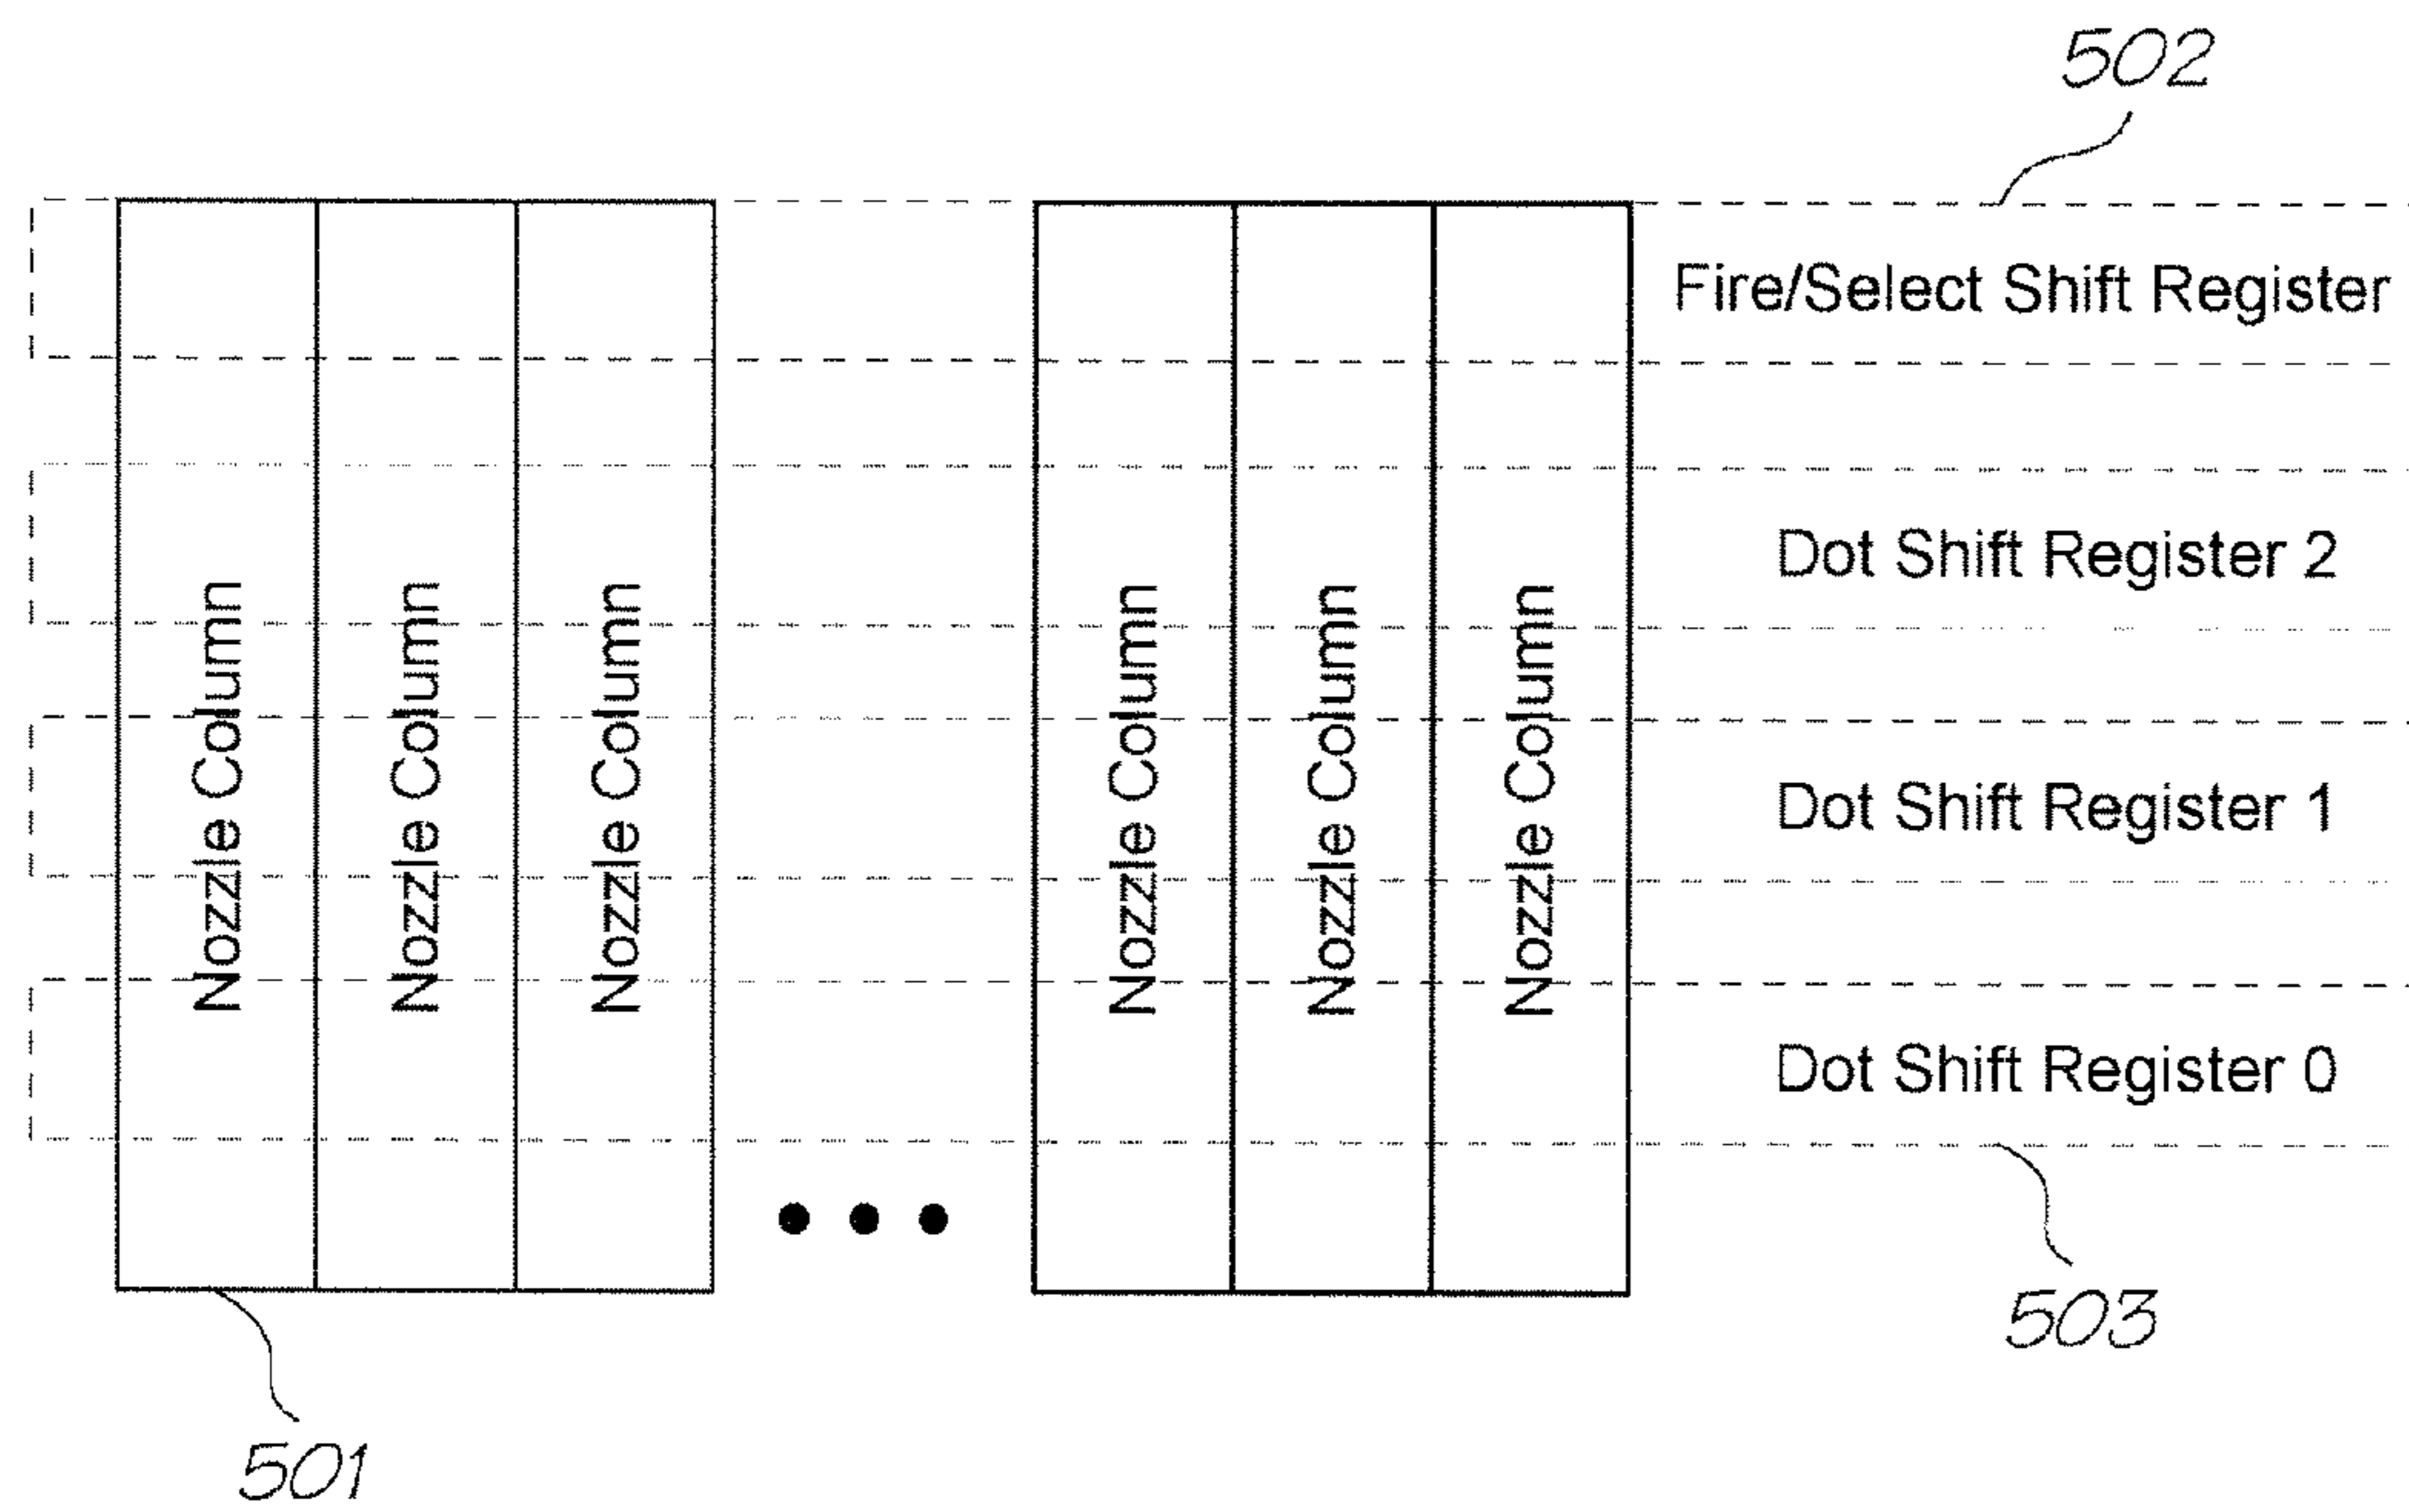 502
Fire/Select Shift Register
Dot Shift Register 2
Nozzle Column
Nozzle Column
Nozzle Column
Nozzle Column
Nozzle Column
Nozzle Column
Dot Shift Register 1
Dot Shift Register 0
503
501